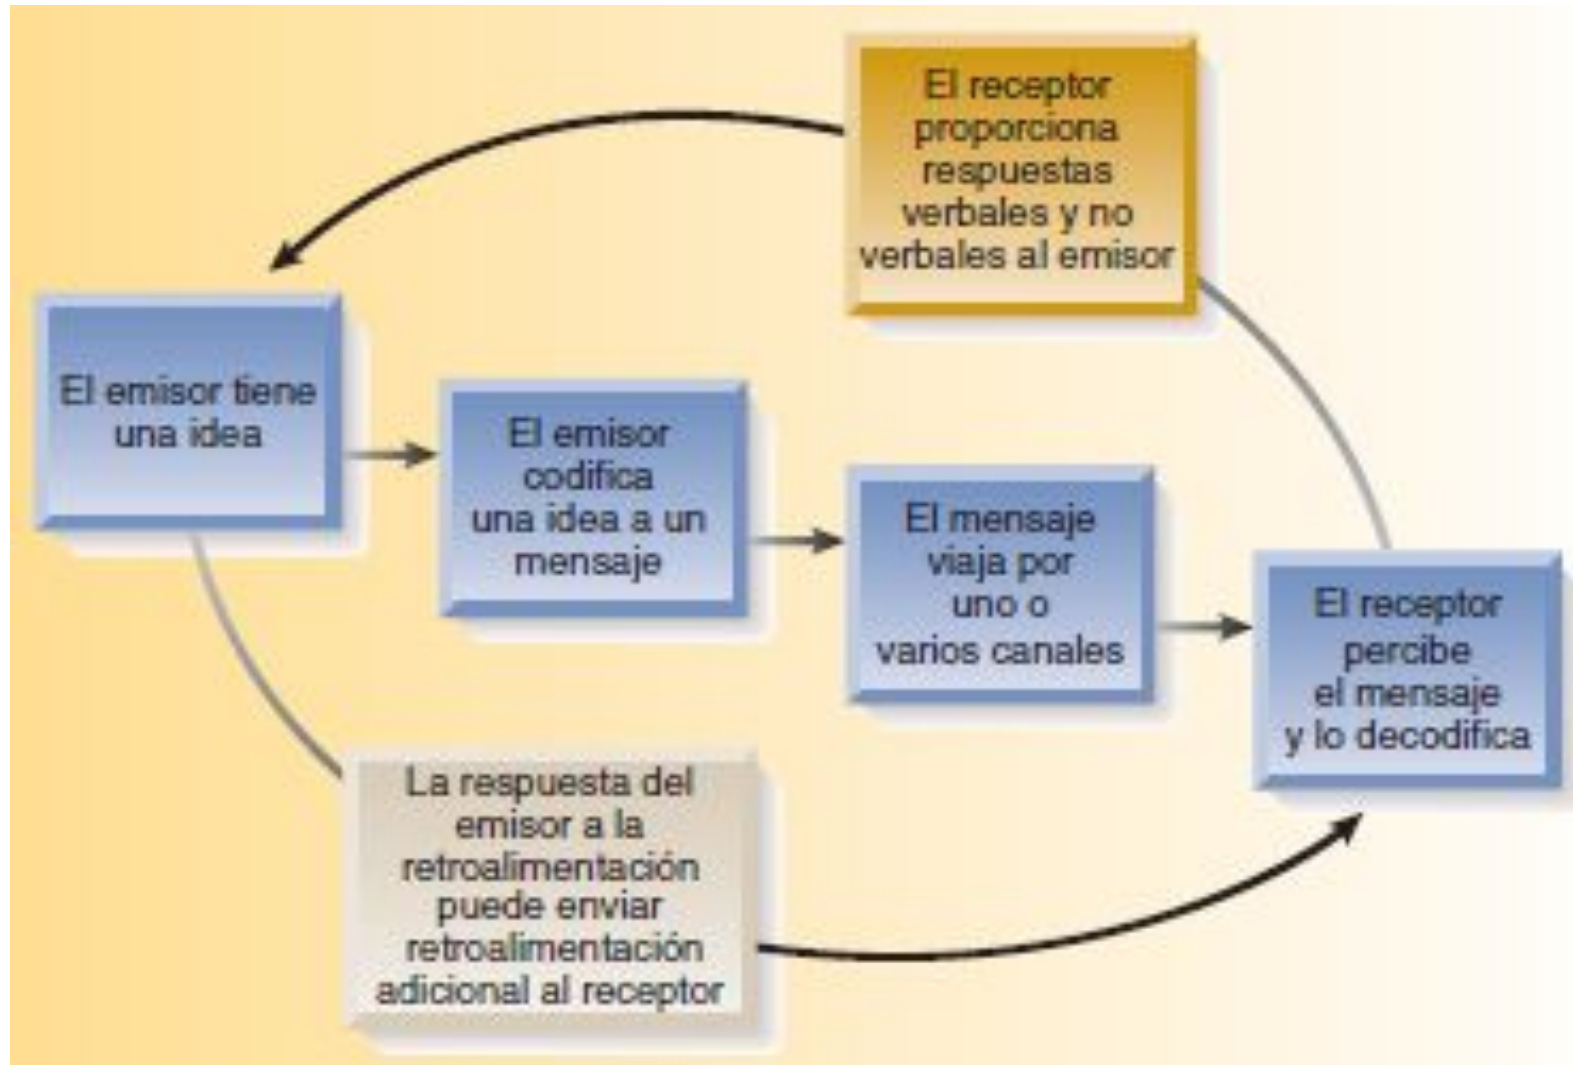 El receptor
proporciona
respuestas
verbales y no
verbales al emisor
El emisor tiene
una idea
El emisor
codifica
una idea a un
mensaje
El mensaje
viaja por
uno o
varios canales
El receptor
percibe
el mensaje
y lo decodifica
La respuesta del
emisor a la
retroalimentación
puede enviar
retroalimentación
adicional al receptor